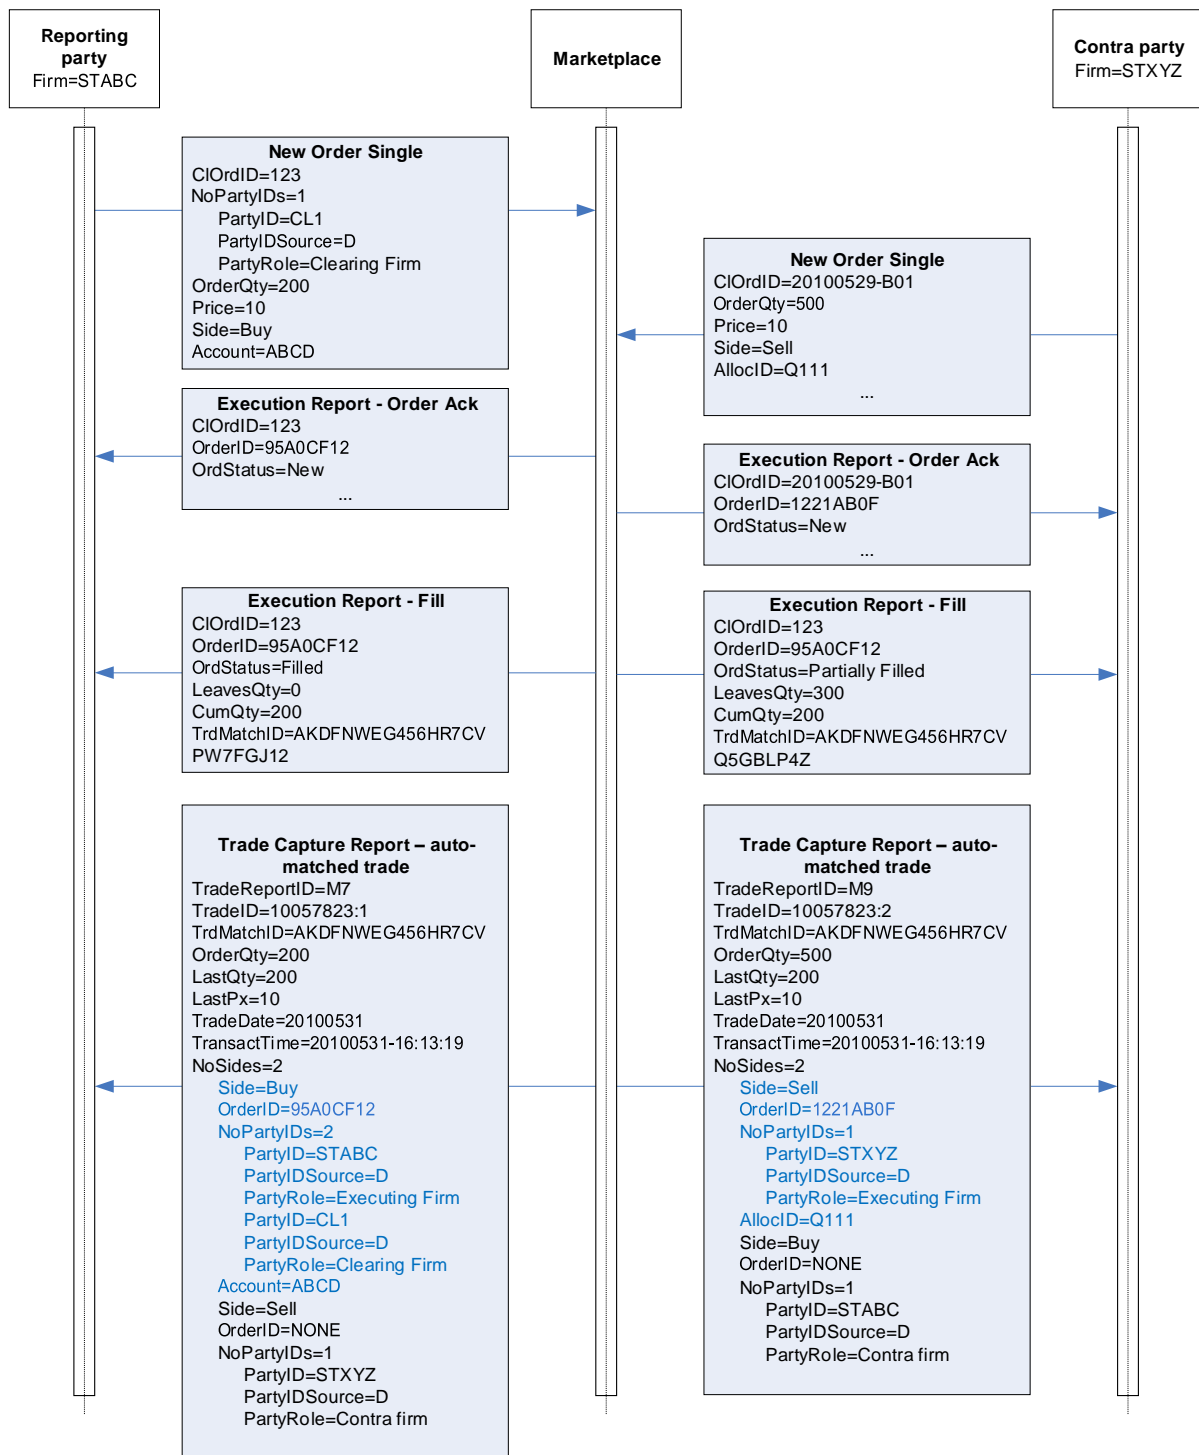 Reporting
party
Firm=STABC
Marketplace
Contra party
Firm=STXYZ
New Order Single
ClOrdID=123
NoPartyIDs=1
PartyID=CL1
PartyIDSource=D
PartyRole=Clearing Firm
OrderQty=200
Price=10
Side=Buy
Account=ABCD
New Order Single
ClOrdID=20100529-B01
OrderQty=500
Price=10
Side=Sell
AllocID=Q111
...
Execution Report - Order Ack
ClOrdID=123
OrderID=95A0CF12
OrdStatus=New
...
Execution Report - Order Ack
ClOrdID=20100529-B01
OrderID=1221AB0F
OrdStatus=New
...
Execution Report - Fill
ClOrdID=123
OrderID=95A0CF12
OrdStatus=Filled
LeavesQty=0
CumQty=200
TrdMatchID=AKDFNWEG456HR7CV
PW7FGJ12
Execution Report - Fill
ClOrdID=123
OrderID=95A0CF12
OrdStatus=Partially Filled
LeavesQty=300
CumQty=200
TrdMatchID=AKDFNWEG456HR7CV
Q5GBLP4Z
Trade Capture Report – auto-
matched trade
TradeReportID=M7
TradeID=10057823:1
TrdMatchID=AKDFNWEG456HR7CV
OrderQty=200
LastQty=200
LastPx=10
TradeDate=20100531
TransactTime=20100531-16:13:19
NoSides=2
Side=Buy
OrderID=95A0CF12
NoPartyIDs=2
PartyID=STABC
PartyIDSource=D
PartyRole=Executing Firm
PartyID=CL1
PartyIDSource=D
PartyRole=Clearing Firm
Account=ABCD
Side=Sell
OrderID=NONE
NoPartyIDs=1
PartyID=STXYZ
PartyIDSource=D
PartyRole=Contra firm
Trade Capture Report – auto-
matched trade
TradeReportID=M9
TradeID=10057823:2
TrdMatchID=AKDFNWEG456HR7CV
OrderQty=500
LastQty=200
LastPx=10
TradeDate=20100531
TransactTime=20100531-16:13:19
NoSides=2
Side=Sell
OrderID=1221AB0F
NoPartyIDs=1
PartyID=STXYZ
PartyIDSource=D
PartyRole=Executing Firm
AllocID=Q111
Side=Buy
OrderID=NONE
NoPartyIDs=1
PartyID=STABC
PartyIDSource=D
PartyRole=Contra firm